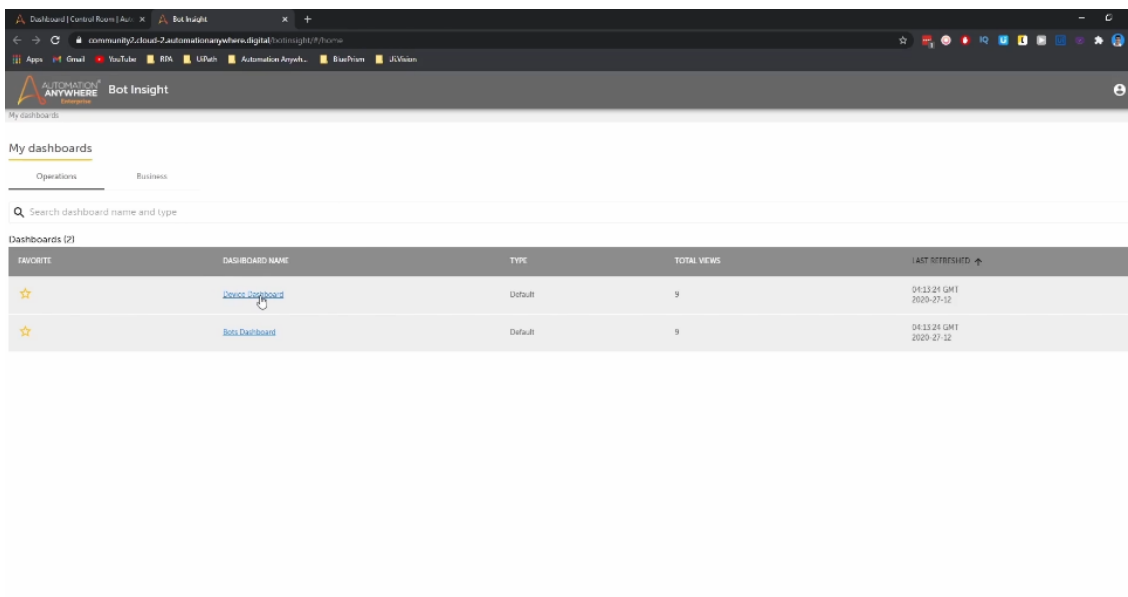 Dashboard | Control Room | Aut Bot Insight
community2.cloud-2.automationanywhere.digital/botinsight/#/home
Apps Gmail YouTube RPA UiPath Automation Anywh... BluePrism JLVision
AUTOMATION
ANYWHERE
Enterprise
Bot Insight
My dashboards
My dashboards
Operations Business
Search dashboard name and type
Dashboards (2)
FAVORITE DASHBOARD NAME TYPE TOTAL VIEWS LAST REFRESHED
Device Dashboard Default 9 04:13:24 GMT
2020-27-12
Bots Dashboard Default 9 04:13:24 GMT
2020-27-12